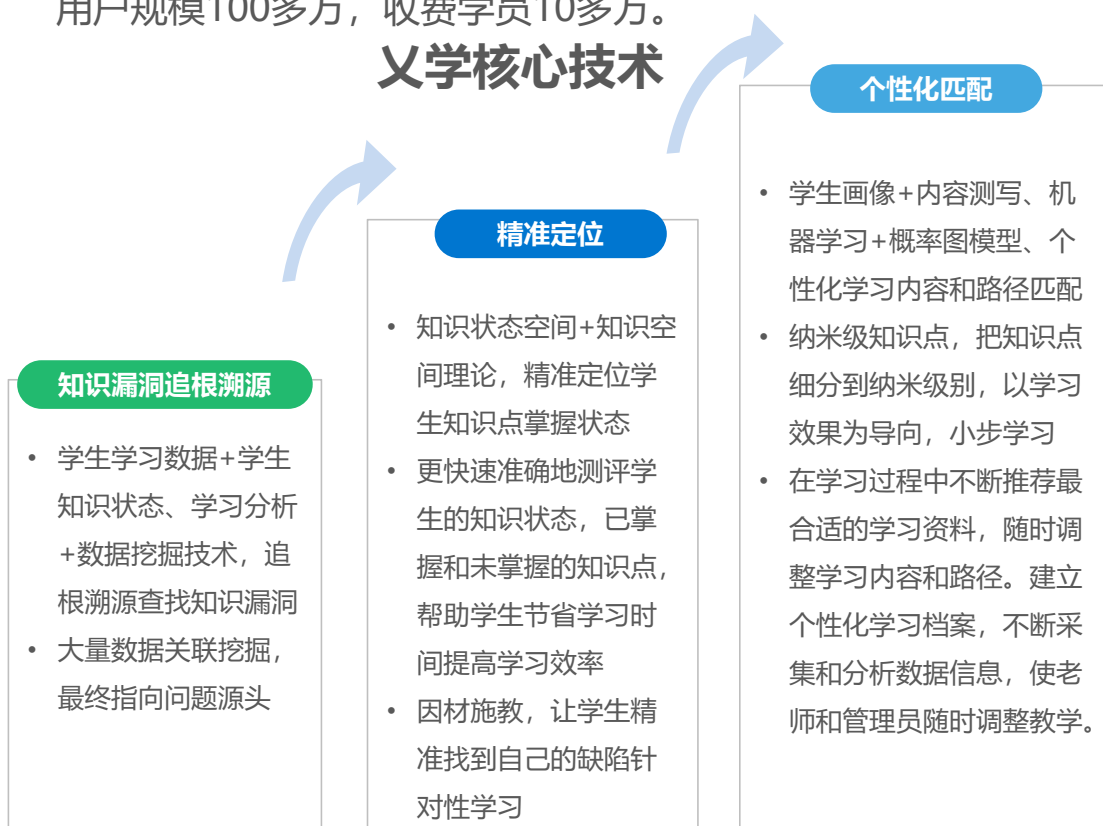 用户规模100多万，收费学员10多万。
乂学核心技术
知识漏洞追根溯源
• 学生学习数据+学生
知识状态、学习分析
+数据挖掘技术，追
根溯源查找知识漏洞
• 大量数据关联挖掘，
最终指向问题源头
精准定位
• 知识状态空间+知识空
间理论，精准定位学
生知识点掌握状态
• 更快速准确地测评学
生的知识状态，已掌
握和未掌握的知识点，
帮助学生节省学习时
间提高学习效率
• 因材施教，让学生精
准找到自己的缺陷针
对性学习
个性化匹配
• 学生画像+内容测写、机
器学习+概率图模型、个
性化学习内容和路径匹配
• 纳米级知识点，把知识点
细分到纳米级别，以学习
效果为导向，小步学习
• 在学习过程中不断推荐最
合适的学习资料，随时调
整学习内容和路径。建立
个性化学习档案，不断采
集和分析数据信息，使老
师和管理员随时调整教学。